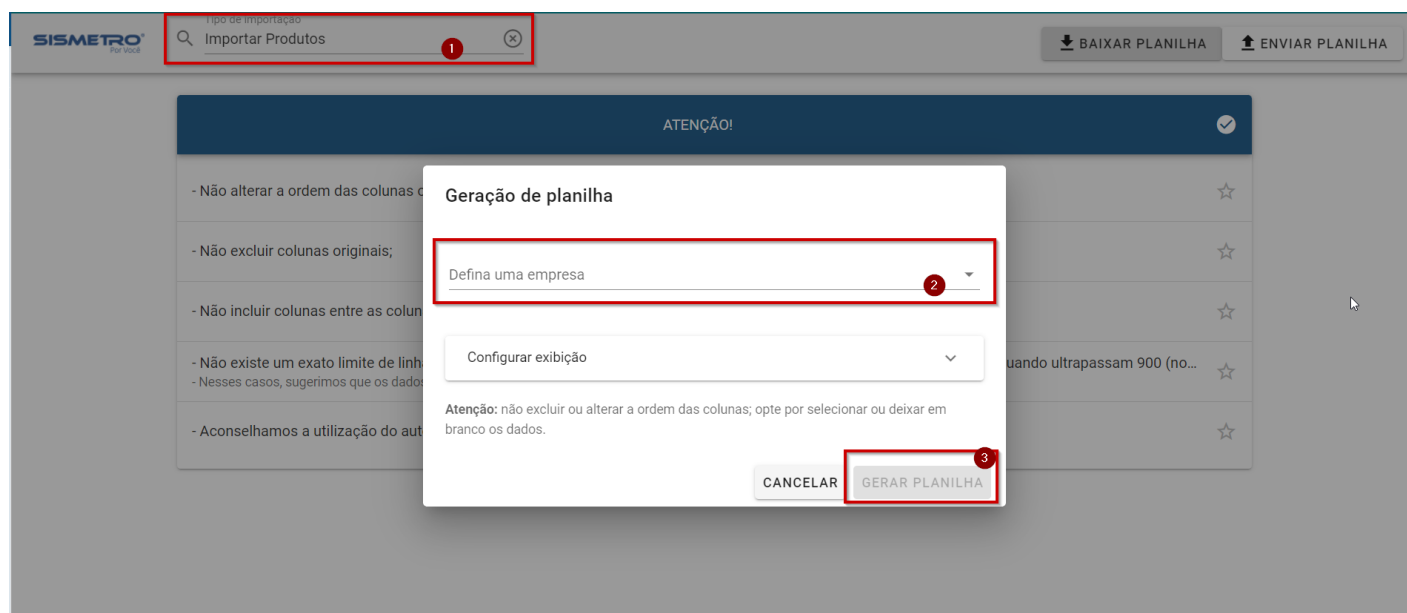 Tipo de importação
SISMETRO
Por Você
Importar Produtos
1
BAIXAR PLANILHA
ENVIAR PLANILHA
ATENÇÃO!
- Não alterar a ordem das colunas
Geração de planilha
- Não excluir colunas originais;
Defina uma empresa
2
- Não incluir colunas entre as colun
Configurar exibição
- Não existe um exato limite de linh
uando ultrapassam 900 (no...
- Nesses casos, sugerimos que os dados
Atenção: não excluir ou alterar a ordem das colunas; opte por selecionar ou deixar em
branco os dados.
- Aconselhamos a utilização do aut
3
CANCELAR
GERAR PLANILHA